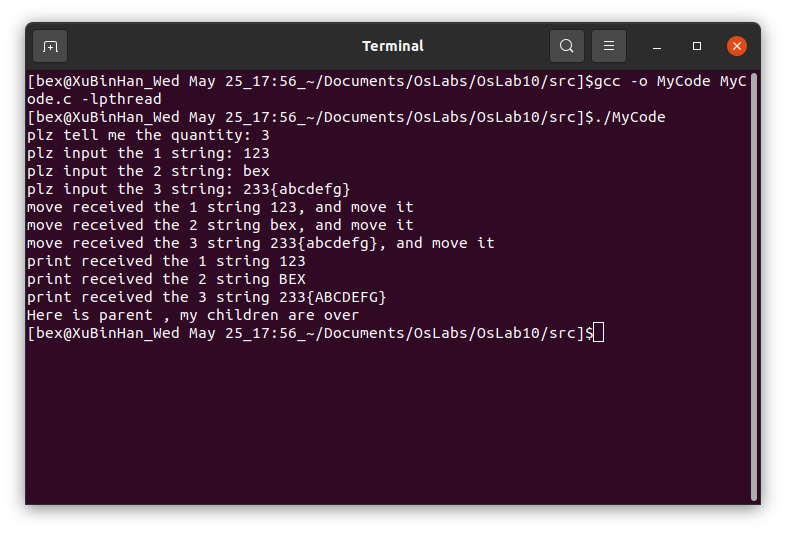 Terminal
[bex@XuBinHan_Wed May 25_17:56_~/Documents/OsLabs/OsLab10/src]$gcc -o MyCode MyC
ode.c -lpthread
[bex@XuBinHan_Wed May 25_17:56_~/Documents/OsLabs/OsLab10/src]$./MyCode
plz tell me the quantity: 3
plz input the 1 string: 123
plz input the 2 string: bex
plz input the 3 string: 233{abcdefg}
move received the 1 string 123, and move it
move received the 2 string bex, and move it
move received the 3 string 233{abcdefg}, and move it
print received the 1 string 123
print received the 2 string BEX
print received the 3 string 233{ABCDEFG}
Here is parent , my children are over
[bex@XuBinHan_Wed May 25_17:56_~/Documents/OsLabs/OsLab10/src]$